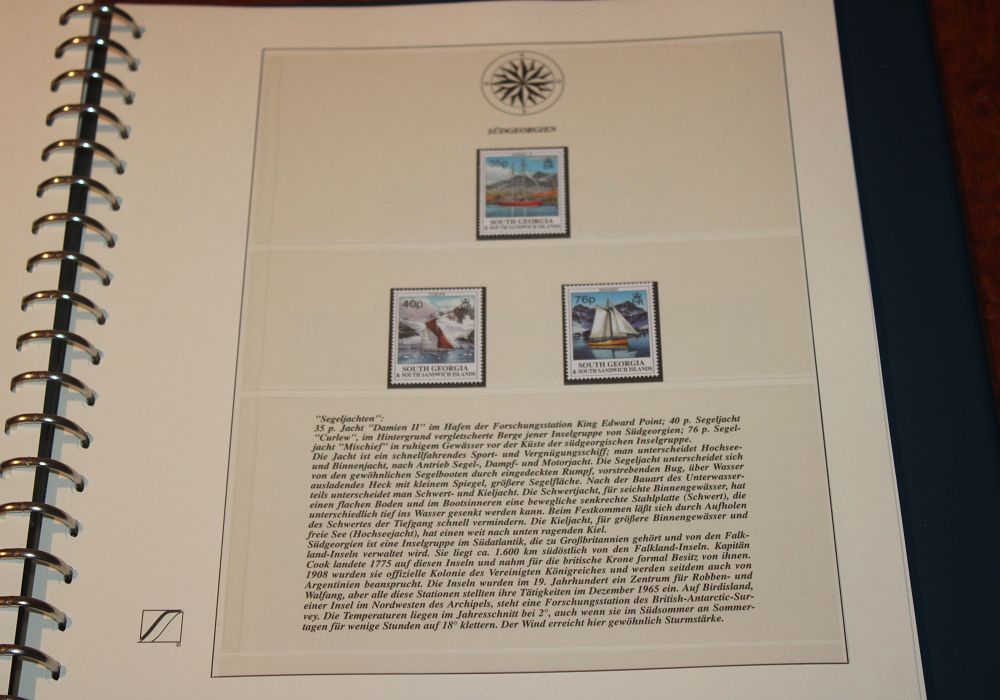 SÜDGEORGIEN
35p
SOUTH GEORGIA
& SOUTH SANDWICH ISLANDS
40p
SOUTH GEORGIA
& SOUTH SANDWICH ISLANDS
76p
SOUTH GEORGIA
& SOUTH SANDWICH ISLANDS
"Segeljachten":
35 p. Jacht "Damien II" im Hafen der Forschungsstation King Edward Point; 40 p. Segeljacht
"Curlew", im Hintergrund vergletscherte Berge jener Inselgruppe von Südgeorgien; 76 p. Segel-
jacht "Mischief" in ruhigem Gewässer vor der Küste der südgeorgischen Inselgruppe.
Die Jacht ist ein schnellfahrendes Sport- und Vergnügungsschiff; man unterscheidet Hochsee-
und Binnenjacht, nach Antrieb Segel-, Dampf- und Motorjacht. Die Segeljacht unterscheidet sich
von den gewöhnlichen Segelbooten durch eingedeckten Rumpf, vorstrebenden Bug, über Wasser
ausladendes Heck mit kleinem Spiegel, größere Segelfläche. Nach der Bauart des Unterwasser-
teils unterscheidet man Schwert- und Kieljacht. Die Schwertjacht, für seichte Binnengewässer, hat
einen flachen Boden und im Bootsinneren eine bewegliche senkrechte Stahlplatte (Schwert), die
unterschiedlich tief ins Wasser gesenkt werden kann. Beim Festkommen läßt sich durch Aufholen
des Schwertes der Tiefgang schnell vermindern. Die Kieljacht, für größere Binnengewässer und
freie See (Hochseejacht), hat einen weit nach unten ragenden Kiel.
Südgeorgien ist eine Inselgruppe im Südatlantik, die zu Großbritannien gehört und von den Falk-
land-Inseln verwaltet wird. Sie liegt ca. 1.600 km südöstlich von den Falkland-Inseln. Kapitän
Cook landete 1775 auf diesen Inseln und nahm für die britische Krone formal Besitz von ihnen.
1908 wurden sie offizielle Kolonie des Vereinigten Königreiches und werden seitdem auch von
Argentinien beansprucht. Die Inseln wurden im 19. Jahrhundert ein Zentrum für Robben- und
Walfang, aber alle diese Stationen stellten ihre Tätigkeiten im Dezember 1965 ein. Auf Birdisland,
einer Insel im Nordwesten des Archipels, steht eine Forschungsstation des British-Antarctic-Sur-
vey. Die Temperaturen liegen im Jahresschnitt bei 2°, auch wenn sie im Südsommer an Sommer-
tagen für wenige Stunden auf 18° klettern. Der Wind erreicht hier gewöhnlich Sturmstärke.